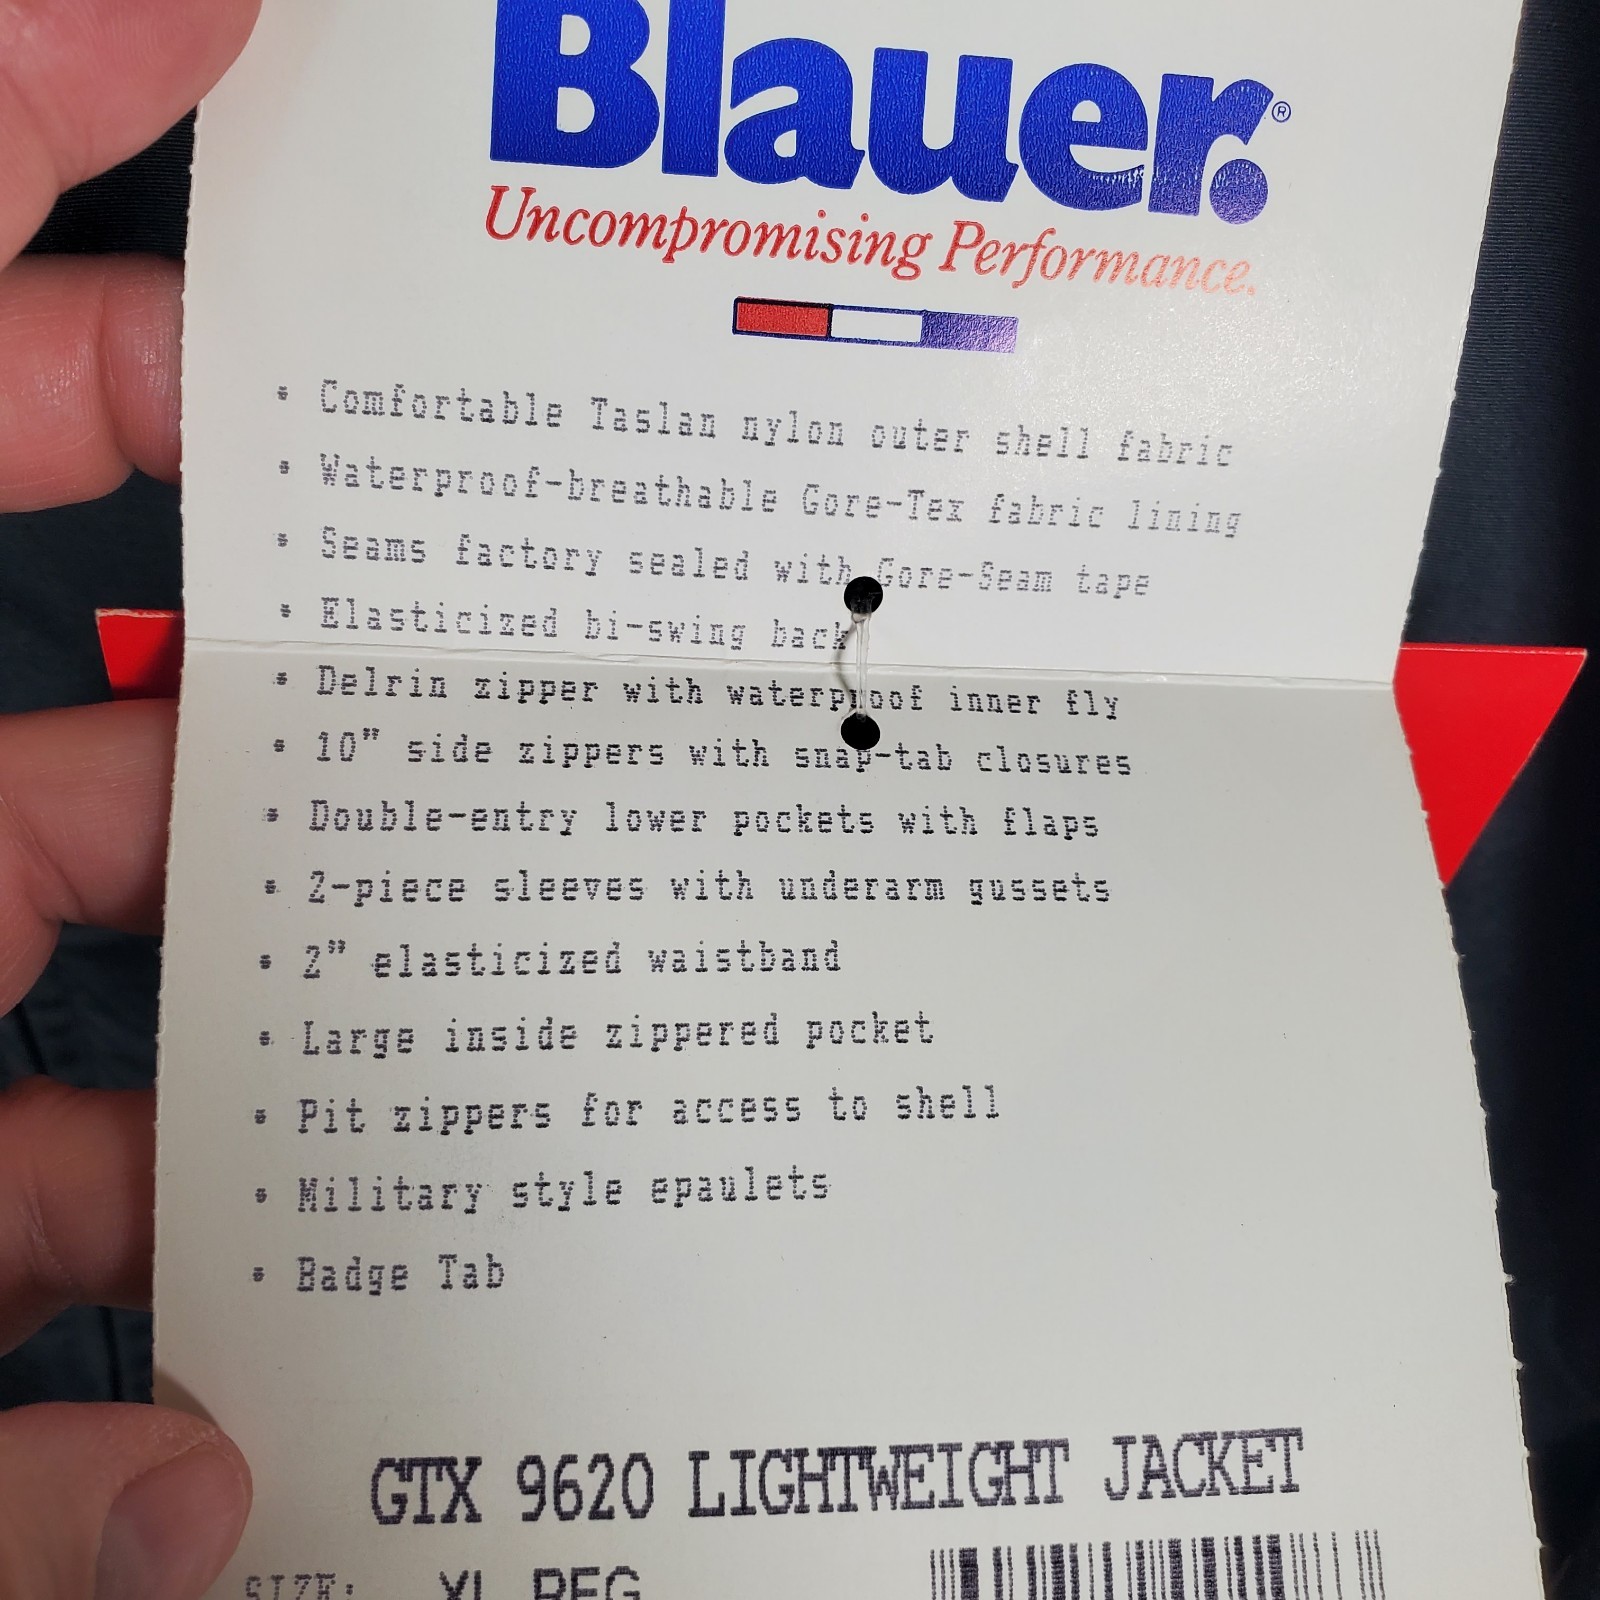 Blauer.®
Uncompromising Performance.
• Comfortable Taslan nylon outer shell fabric
• Waterproof-breathable Gore-Tex fabric lining
• Seams factory sealed with Gore-Seam tape
• Elasticized bi-swing back
• Delrin zipper with waterproof inner fly
• 10" side zippers with snap-tab closures
• Double-entry lower pockets with flaps
• 2-piece sleeves with underarm gussets
• 2" elasticized waistband
• Large inside zippered pocket
• Pit zippers for access to shell
• Military style epaulets
• Badge Tab
GTX 9620 LIGHTWEIGHT JACKET
SIZE: XL REG